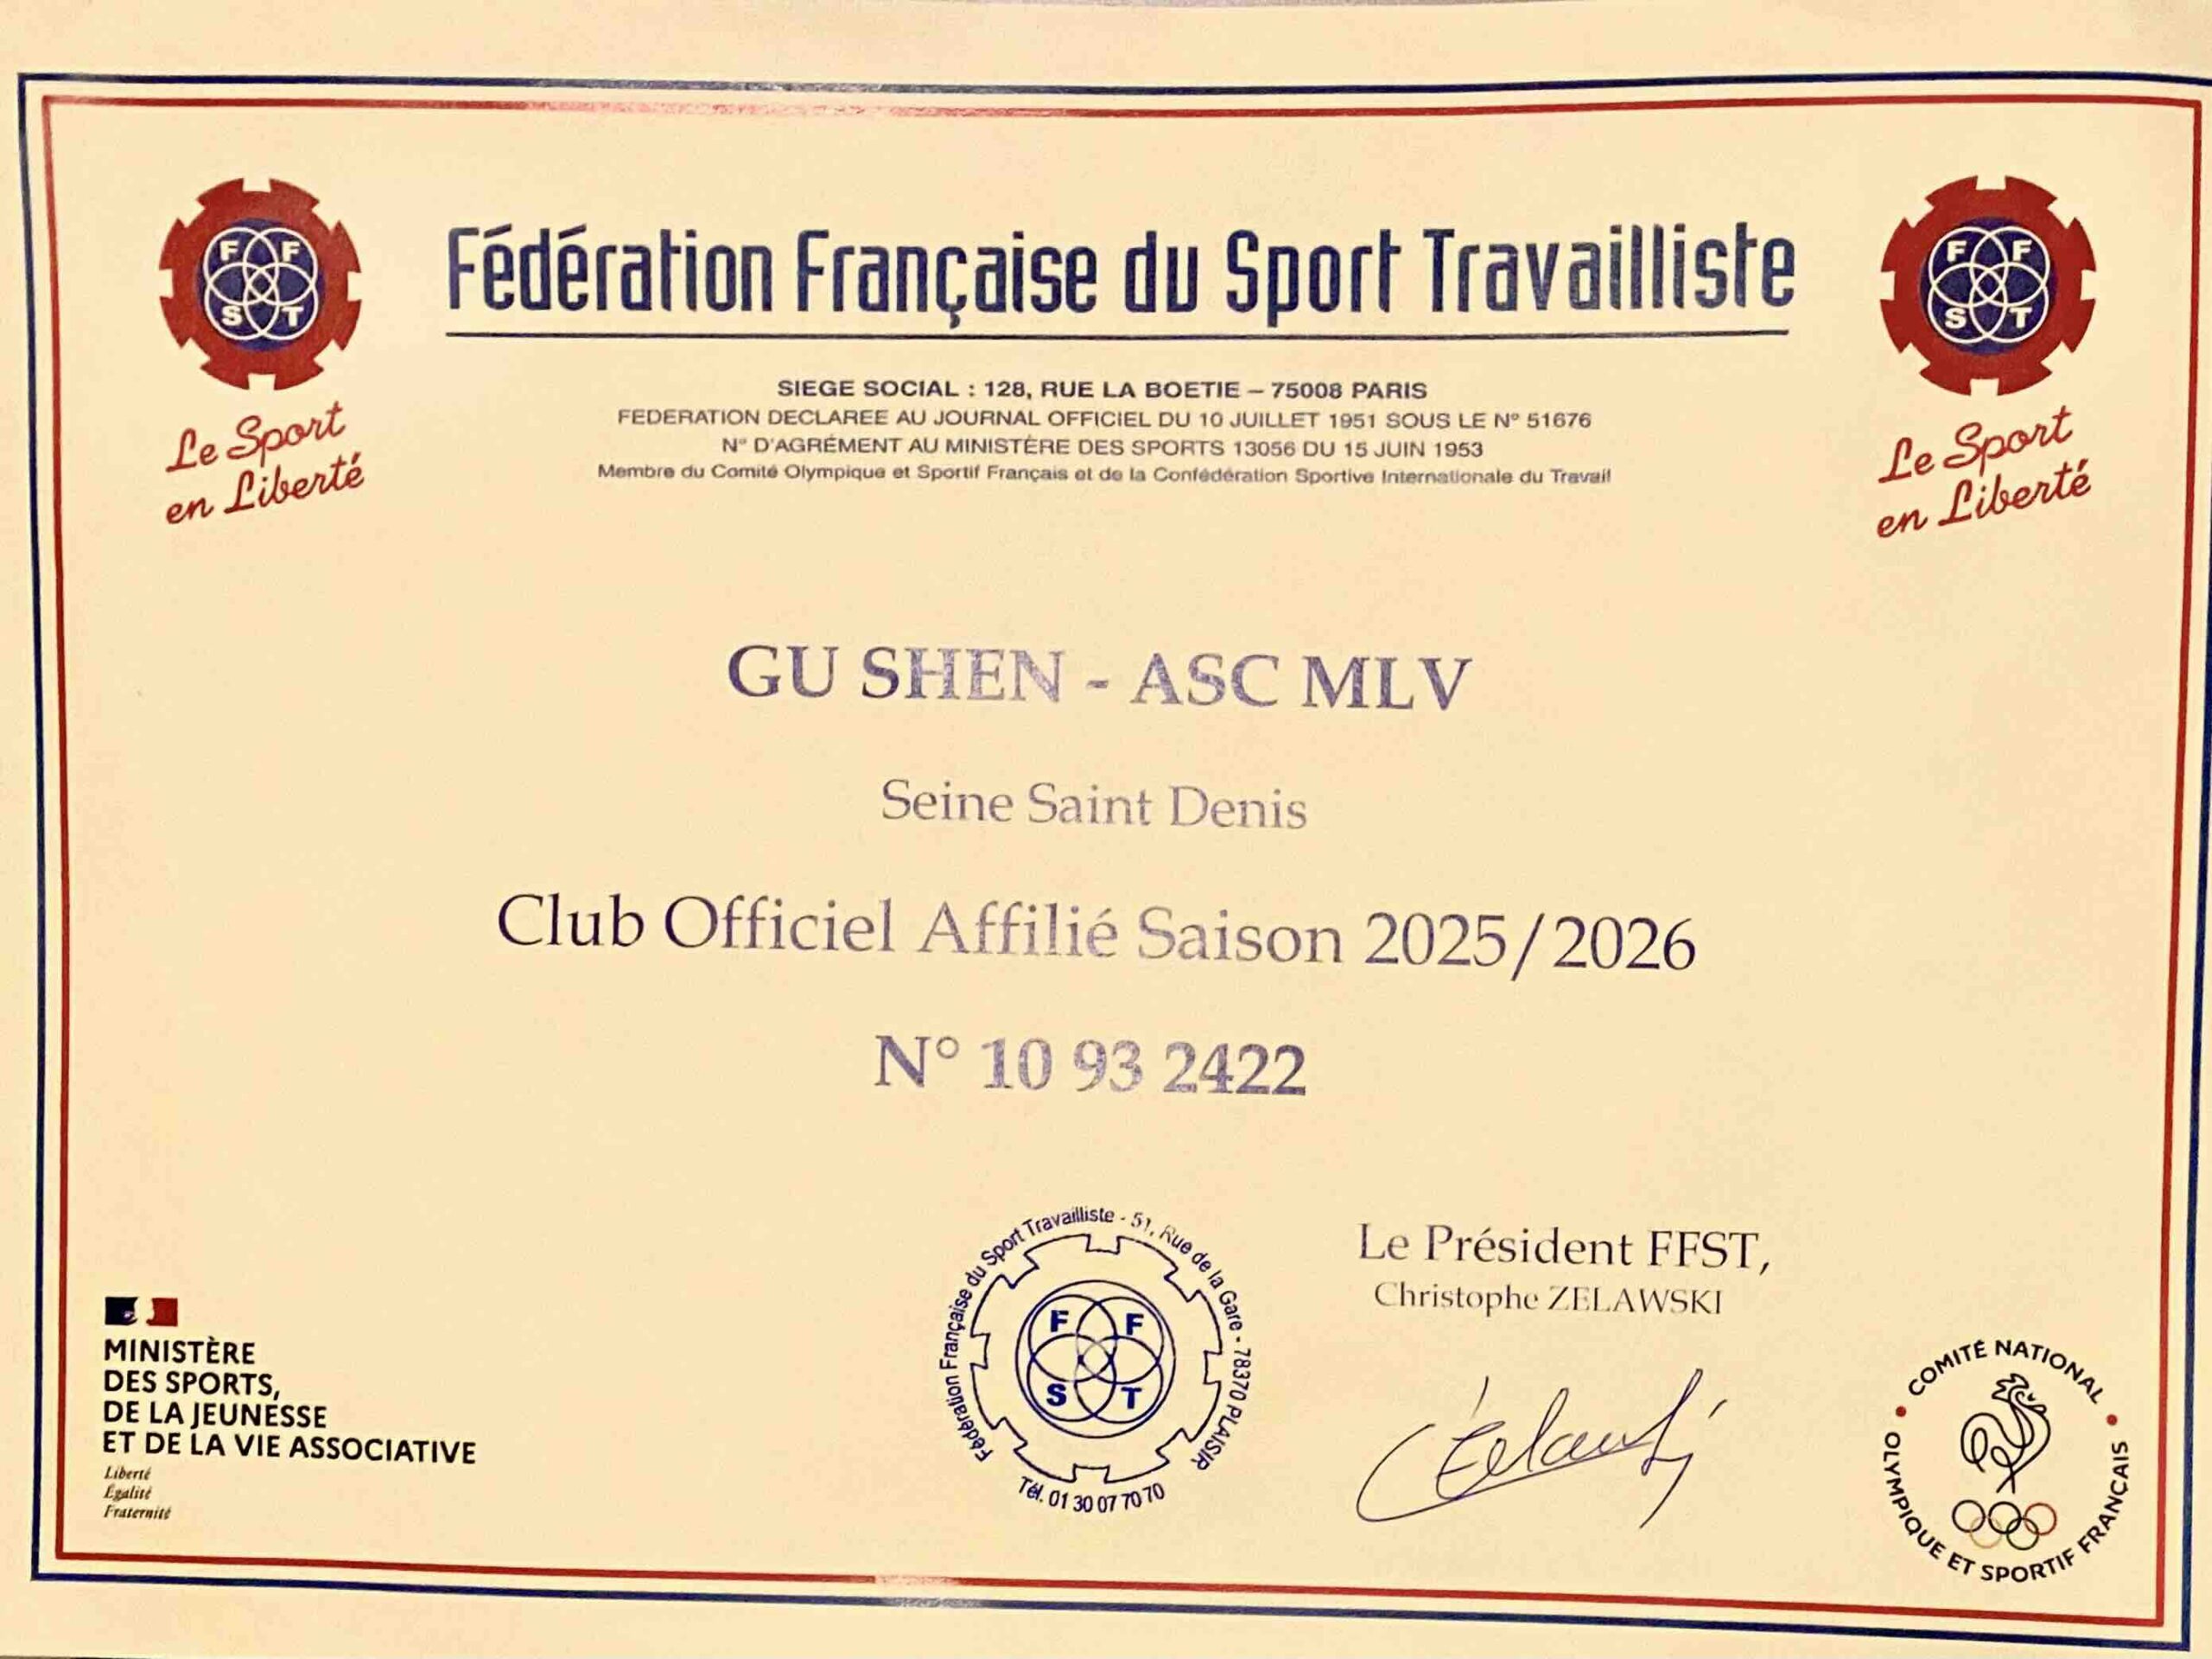 Fédération Française du Sport Travailliste
SIEGE SOCIAL : 128, RUE LA BOETIE – 75008 PARIS
FEDERATION DECLAREE AU JOURNAL OFFICIEL DU 10 JUILLET 1951 SOUS LE Nº 51676
N° D'AGRÉMENT AU MINISTÈRE DES SPORTS 13056 DU 15 JUIN 1953
Membre du Comité Olympique et Sportif Français et de la Confédération Sportive Internationale du Travail
F F
S T
Le Sport
en Liberté
F F
S T
Le Sport
en Liberté
GU SHEN - ASC MLV
Seine Saint Denis
Club Officiel Affilié Saison 2025/2026
N° 10 93 2422
Fédération Française du Sport Travailliste - 51, Rue de la Gare - 78370 PLAISIR
F F
S T
Tél. 01 30 07 70 70
Le Président FFST,
Christophe ZELAWSKI
MINISTÈRE
DES SPORTS,
DE LA JEUNESSE
ET DE LA VIE ASSOCIATIVE
Liberté
Égalité
Fraternité
COMITÉ NATIONAL
OLYMPIQUE ET SPORTIF FRANÇAIS